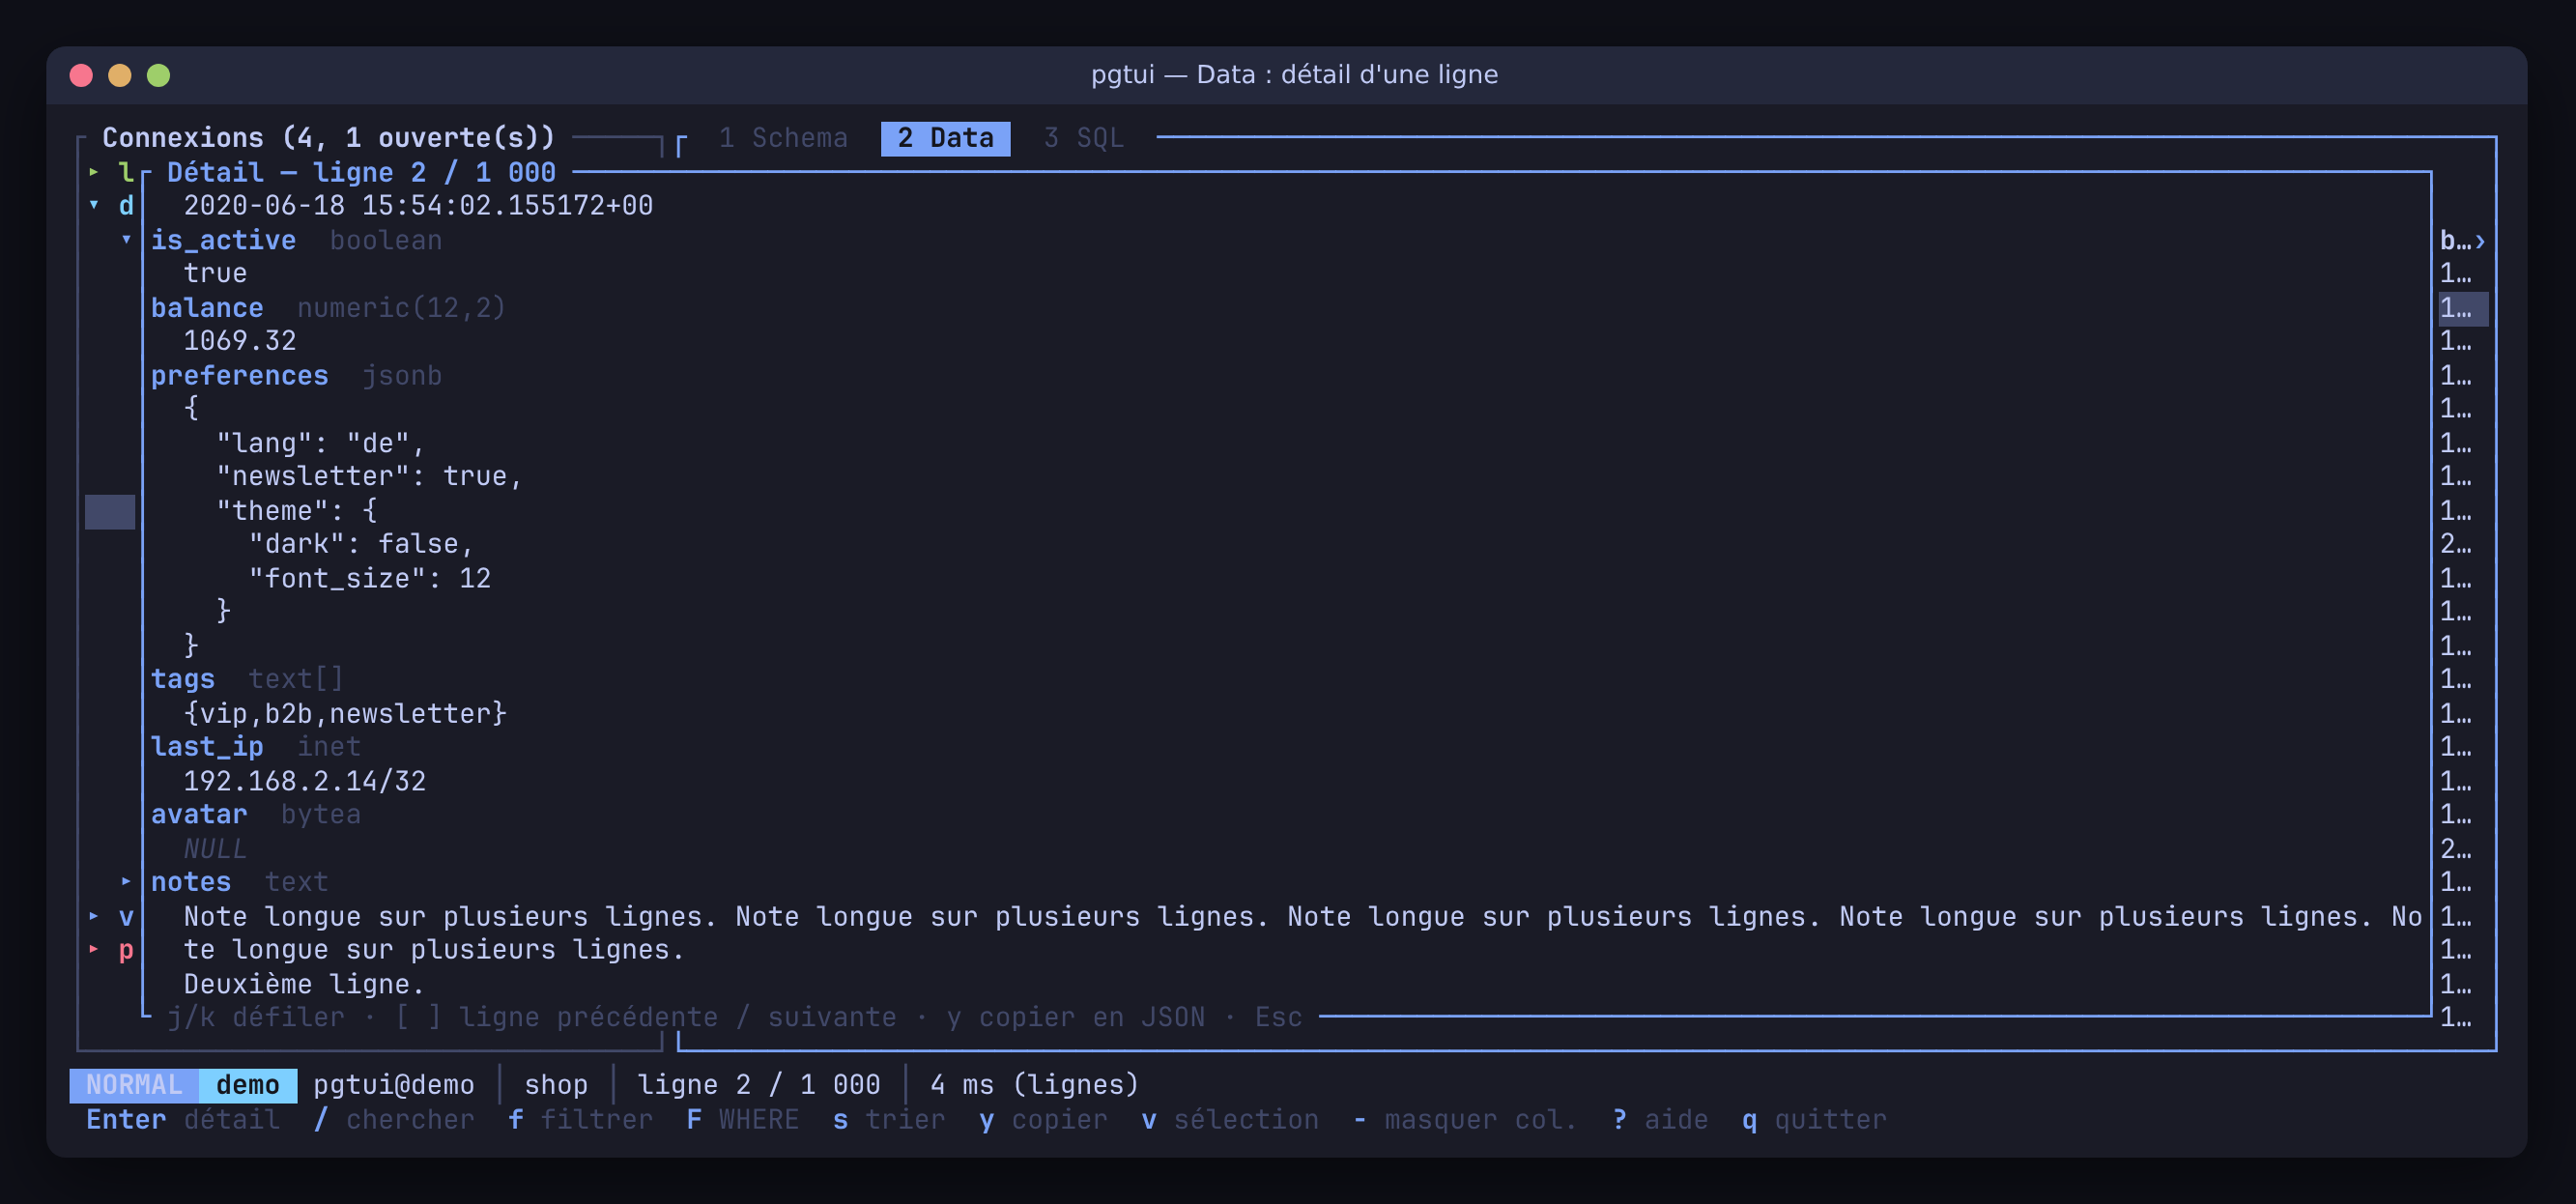 pgtui — Data : détail d'une ligne
Connexions (4, 1 ouverte(s)) 1 Schema 2 Data 3 SQL
▸ l Détail — ligne 2 / 1 000
▾ d 2020-06-18 15:54:02.155172+00
▾ is_active boolean b…›
true 1…
balance numeric(12,2) 1…
1069.32 1…
preferences jsonb 1…
{ 1…
"lang": "de", 1…
"newsletter": true, 1…
"theme": { 1…
"dark": false, 2…
"font_size": 12 1…
} 1…
} 1…
tags text[] 1…
{vip,b2b,newsletter} 1…
last_ip inet 1…
192.168.2.14/32 1…
avatar bytea 1…
NULL 2…
▸ notes text 1…
▸ v Note longue sur plusieurs lignes. Note longue sur plusieurs lignes. Note longue sur plusieurs lignes. Note longue sur plusieurs lignes. No 1…
▸ p te longue sur plusieurs lignes. 1…
Deuxième ligne. 1…
j/k défiler · [ ] ligne précédente / suivante · y copier en JSON · Esc 1…
NORMAL demo pgtui@demo │ shop │ ligne 2 / 1 000 │ 4 ms (lignes)
Enter détail / chercher f filtrer F WHERE s trier y copier v sélection - masquer col. ? aide q quitter